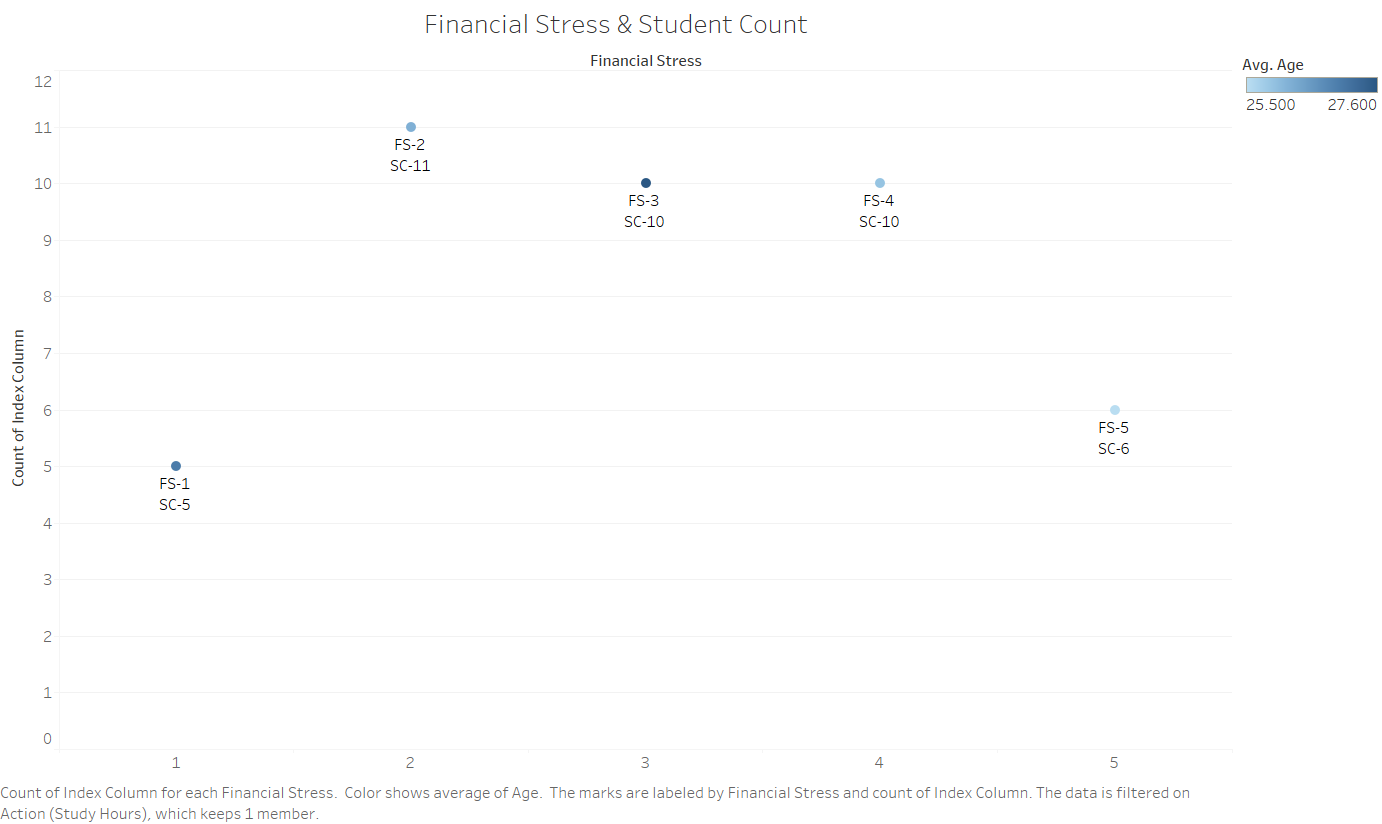 Financial Stress & Student Count
Financial Stress
Avg. Age
25.500 27.600
12
11
10
9
8
7
6
5
4
3
2
1
0
Count of Index Column
FS-2
SC-11
FS-3
SC-10
FS-4
SC-10
FS-5
SC-6
FS-1
SC-5
1 2 3 4 5
Count of Index Column for each Financial Stress.  Color shows average of Age.  The marks are labeled by Financial Stress and count of Index Column. The data is filtered on
Action (Study Hours), which keeps 1 member.